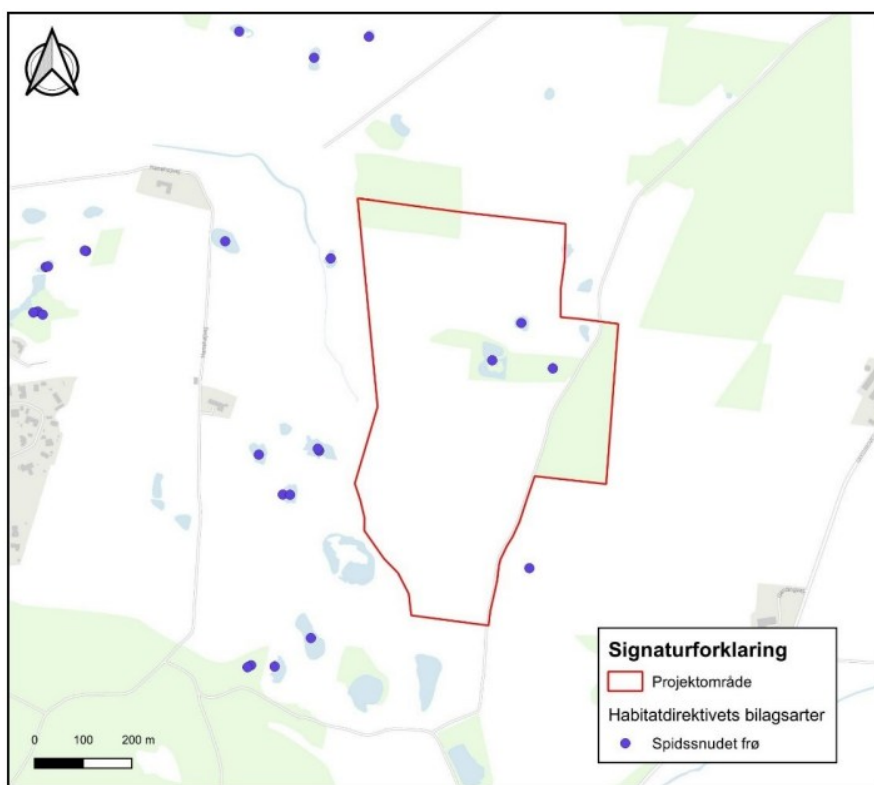 Signaturforklaring
Projektområde
Habitatdirektivets bilagsarter
Spidssnudet frø
0 100 200 m